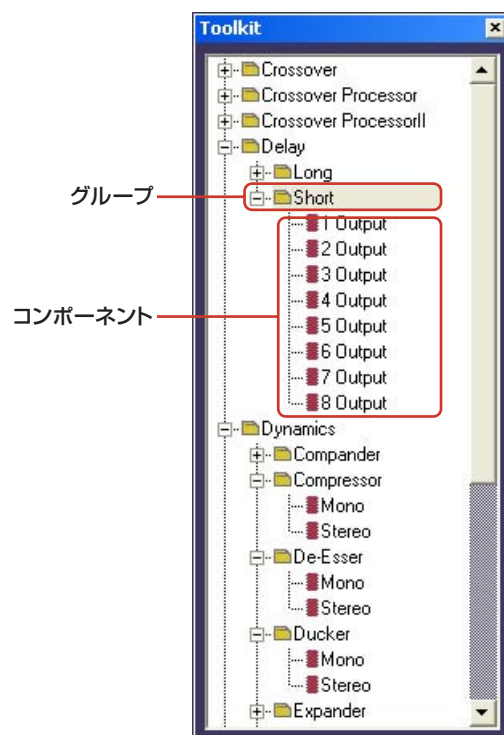 Toolkit
Crossover
Crossover Processor
Crossover ProcessorII
Delay
Long
グループ
Short
1 Output
2 Output
3 Output
4 Output
コンポーネント
5 Output
6 Output
7 Output
8 Output
Dynamics
Compander
Compressor
Mono
Stereo
De-Esser
Mono
Stereo
Ducker
Mono
Stereo
Expander